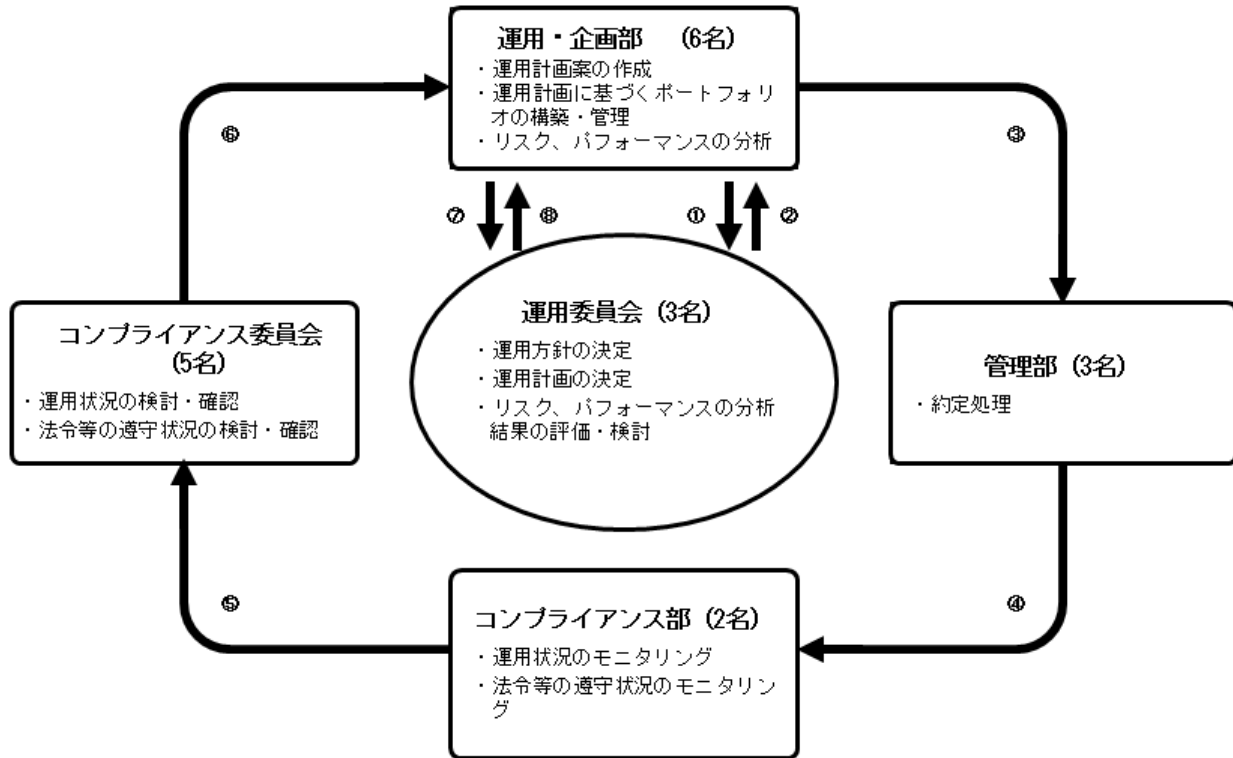 運用・企画部 (6名)
・運用計画案の作成
・運用計画に基づくポートフォリ
オの構築・管理
・リスク、パフォーマンスの分析
⑥
③
⑦
⑧
①
②
運用委員会 (3名)
・運用方針の決定
・運用計画の決定
・リスク、パフォーマンスの分析
結果の評価・検討
コンプライアンス委員会
(5名)
・運用状況の検討・確認
・法令等の遵守状況の検討・確認
管理部 (3名)
・約定処理
⑤
④
コンプライアンス部 (2名)
・運用状況のモニタリング
・法令等の遵守状況のモニタリン
グ